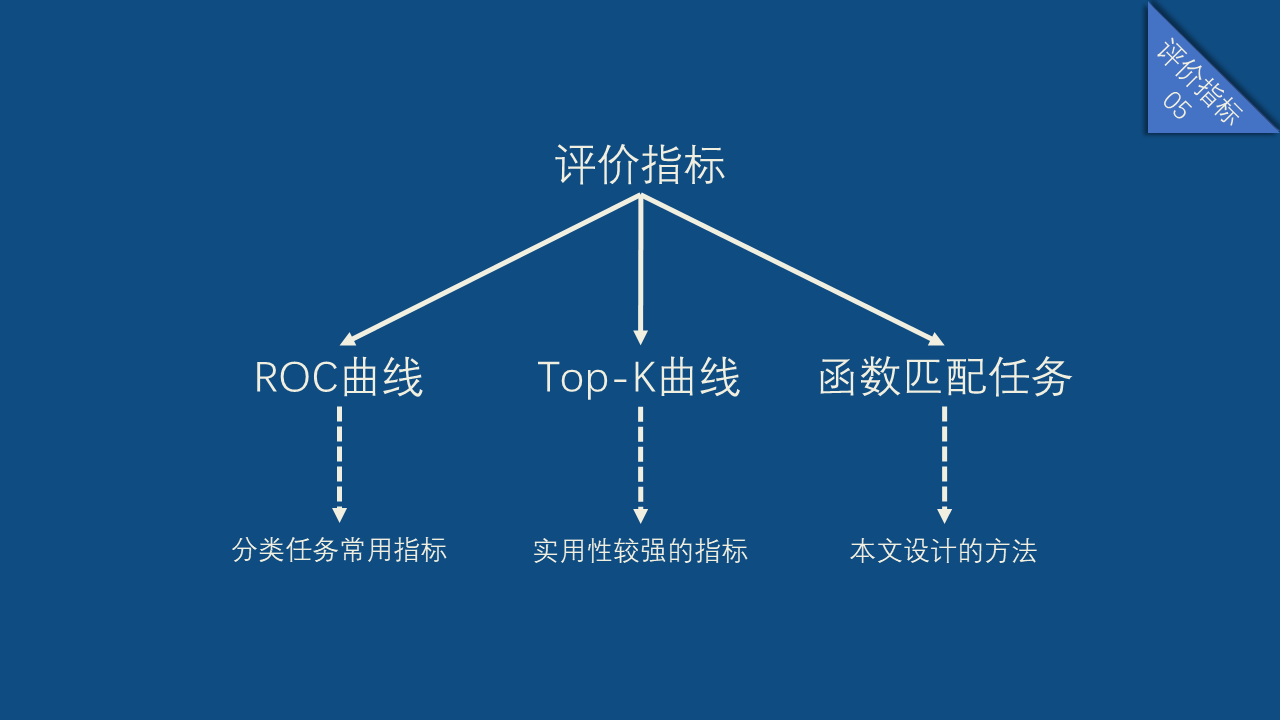 评价指标
05
评价指标
ROC曲线
Top-K曲线
函数匹配任务
分类任务常用指标
实用性较强的指标
本文设计的方法